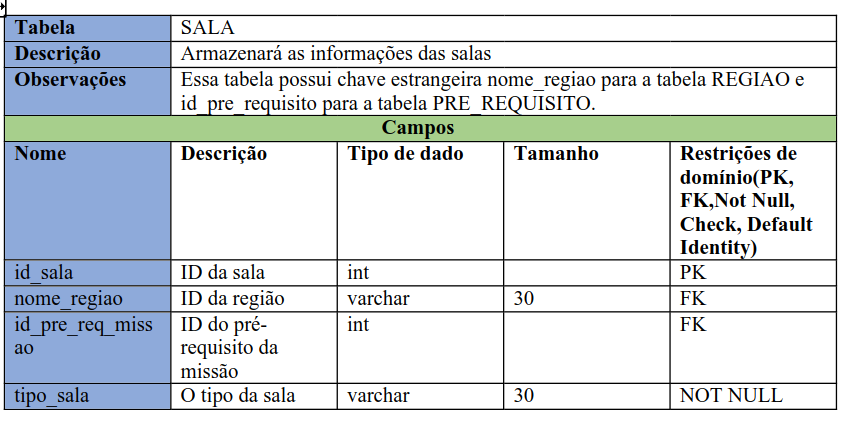 Tabela SALA
Descrição Armazenará as informações das salas
Observações Essa tabela possui chave estrangeira nome_regiao para a tabela REGIAO e
id_pre_requisito para a tabela PRE_REQUISITO.
Campos
Nome Descrição Tipo de dado Tamanho Restrições de
domínio(PK,
FK,Not Null,
Check, Default
Identity)
id_sala ID da sala int PK
nome_regiao ID da região varchar 30 FK
id_pre_req_miss ID do pré- int FK
ao requisito da
missão
tipo_sala O tipo da sala varchar 30 NOT NULL